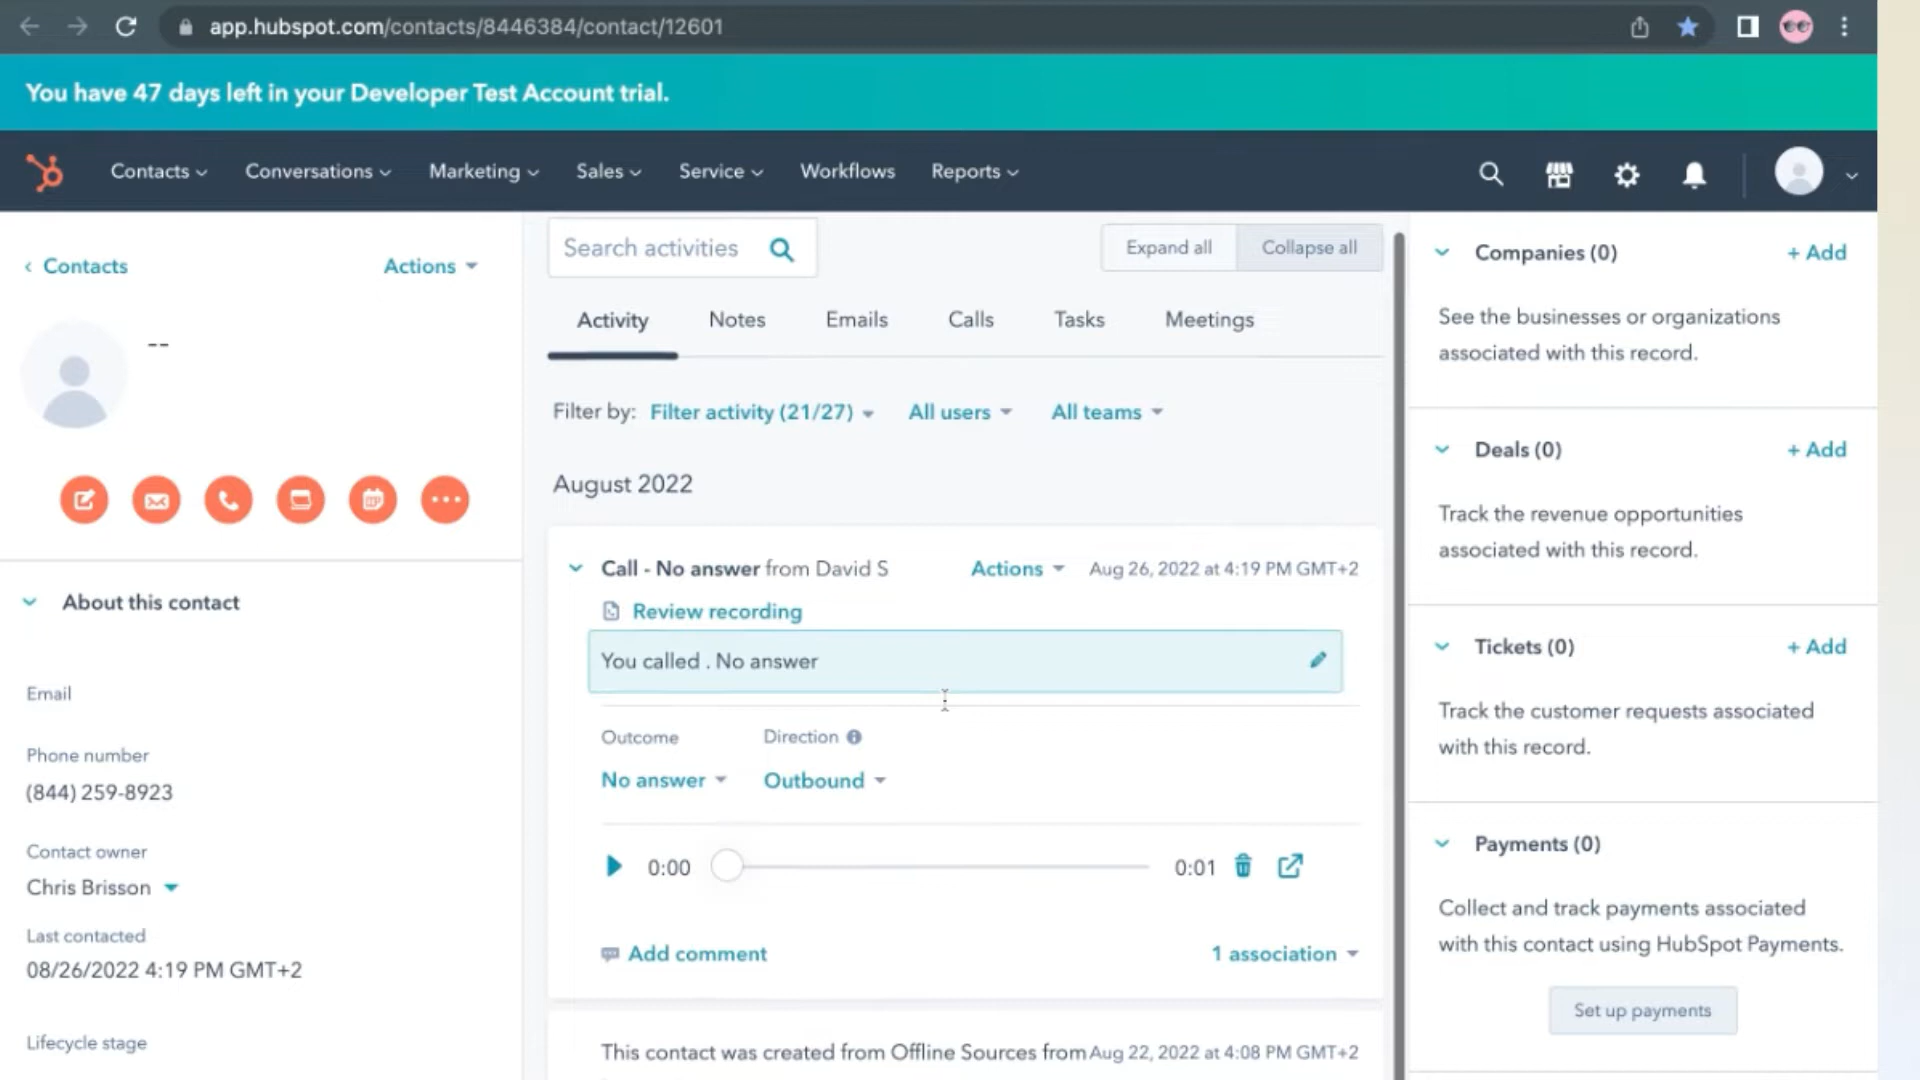 app.hubspot.com/contacts/8446384/contact/12601
You have 47 days left in your Developer Test Account trial.
Contacts Conversations Marketing Sales Service Workflows Reports
Contacts
Actions
--
About this contact
Email
Phone number
(844) 259-8923
Contact owner
Chris Brisson
Last contacted
08/26/2022 4:19 PM GMT+2
Lifecycle stage
Search activities
Expand all Collapse all
Activity Notes Emails Calls Tasks Meetings
Filter by: Filter activity (21/27) All users All teams
August 2022
Call - No answer from David S Actions Aug 26, 2022 at 4:19 PM GMT+2
Review recording
You called . No answer
Outcome Direction
No answer Outbound
0:00 0:01
Add comment 1 association
This contact was created from Offline Sources from Aug 22, 2022 at 4:08 PM GMT+2
Companies (0) + Add
See the businesses or organizations
associated with this record.
Deals (0) + Add
Track the revenue opportunities
associated with this record.
Tickets (0) + Add
Track the customer requests associated
with this record.
Payments (0)
Collect and track payments associated
with this contact using HubSpot Payments.
Set up payments